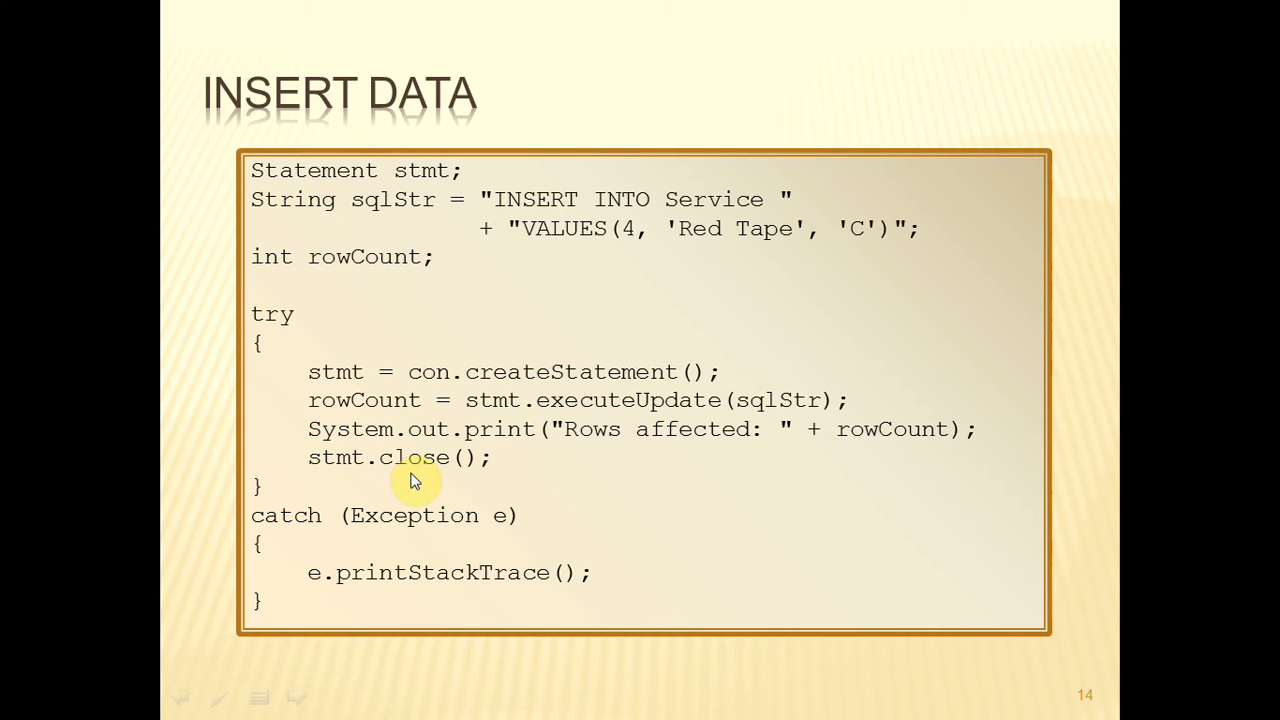 INSERT DATA
Statement stmt;
String sqlStr = "INSERT INTO Service "
+ "VALUES(4, 'Red Tape', 'C')";
int rowCount;
try
{
stmt = con.createStatement();
rowCount = stmt.executeUpdate(sqlStr);
System.out.print("Rows affected: " + rowCount);
stmt.close();
}
catch (Exception e)
{
e.printStackTrace();
}
14